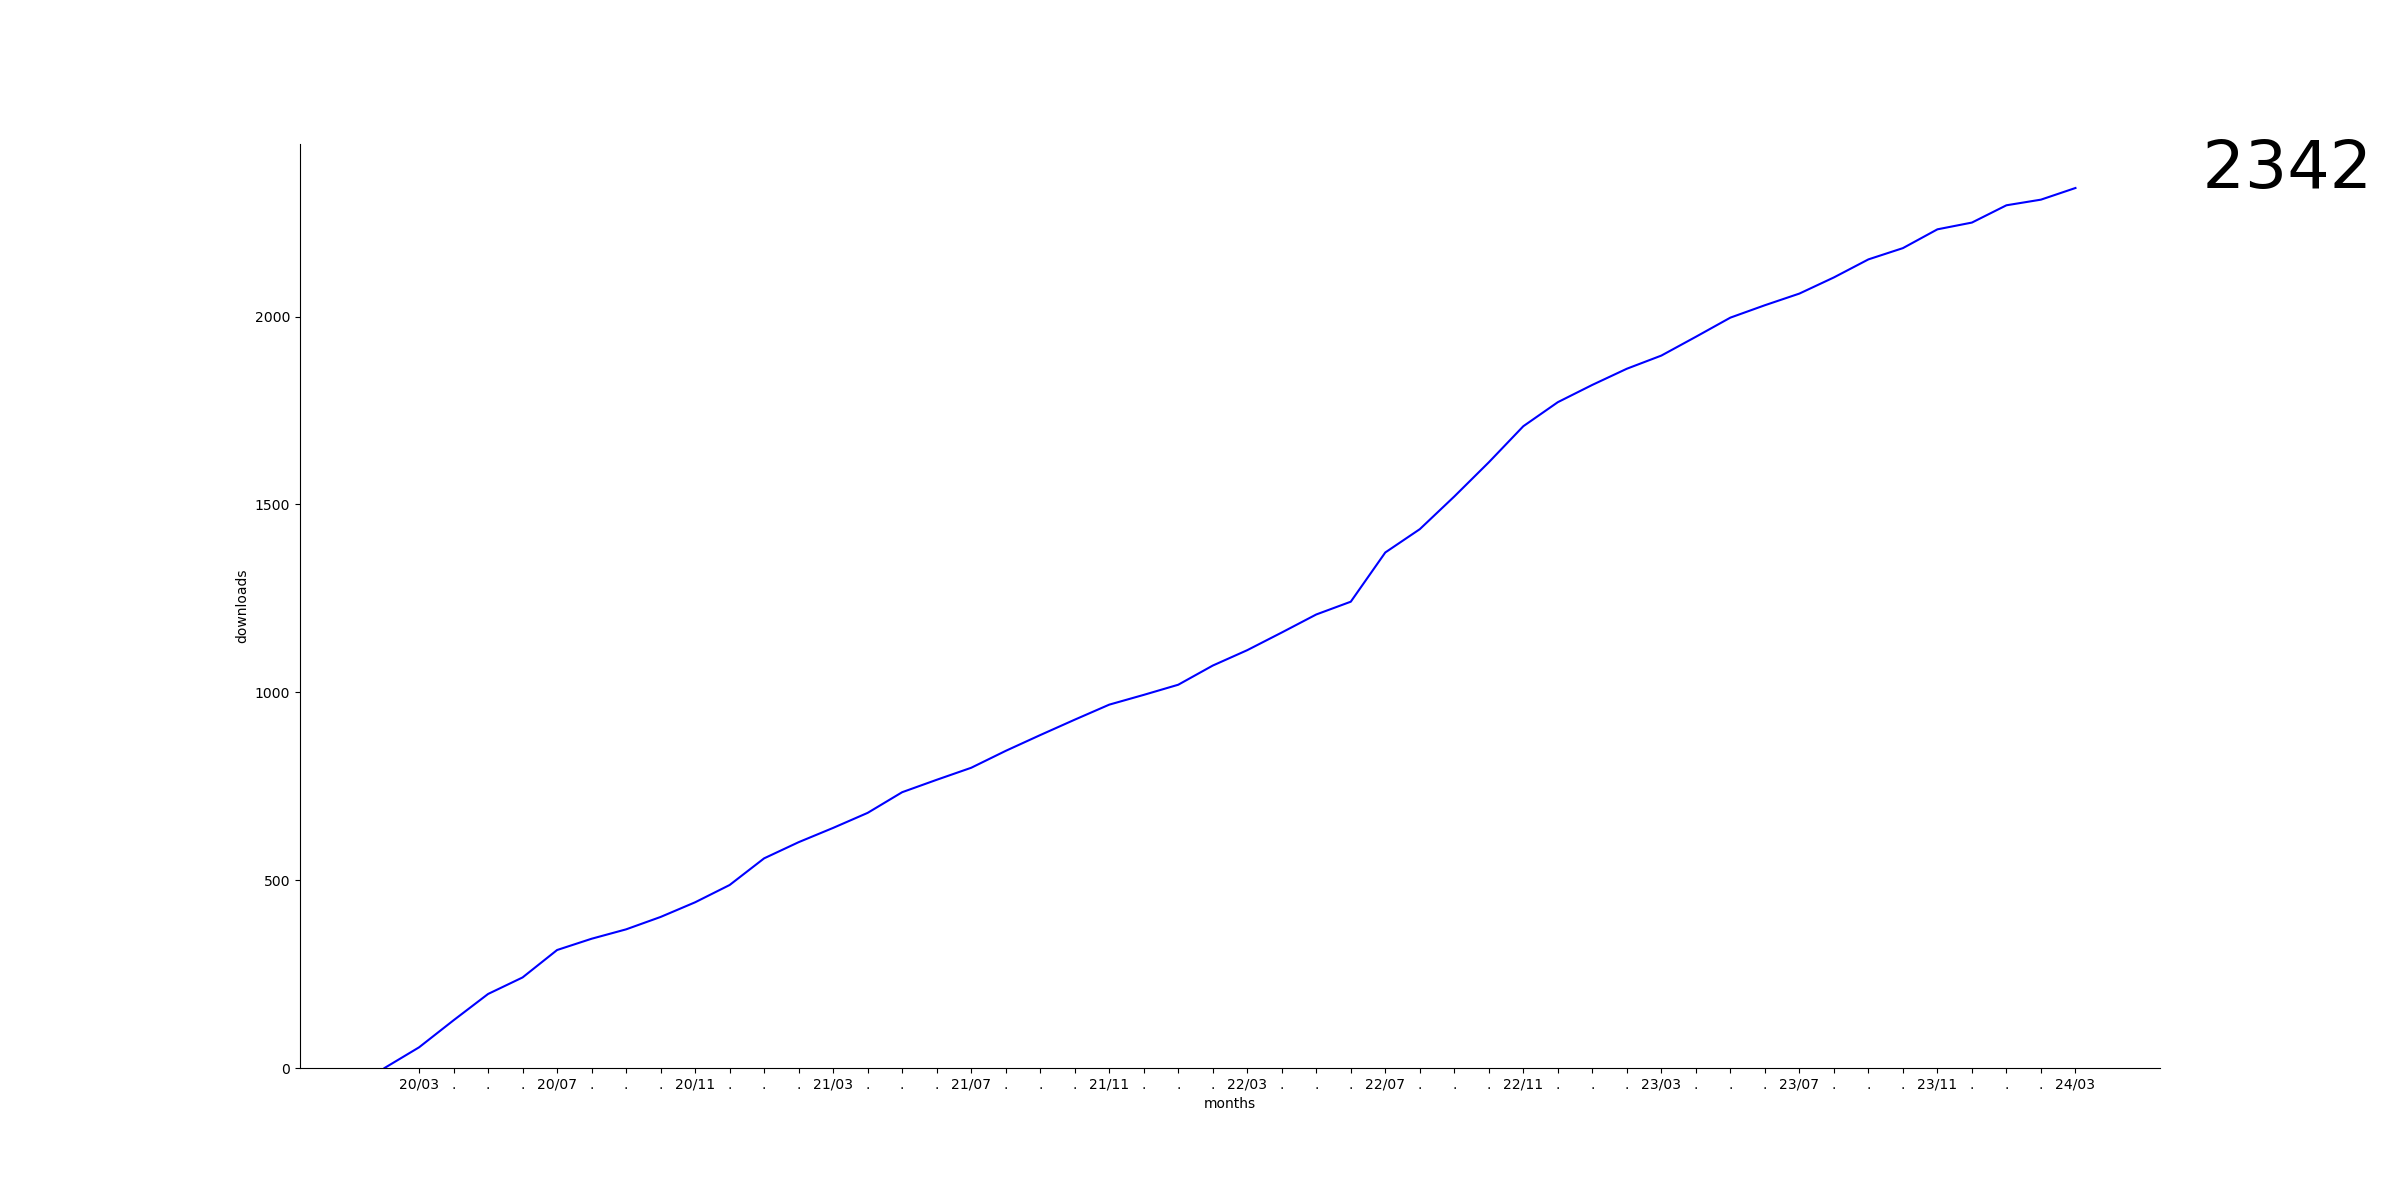 2342
2000
1500
1000
500
0
downloads
20/03 . . . 20/07 . . . 20/11 . . . 21/03 . . . 21/07 . . . 21/11 . . . 22/03 . . . 22/07 . . . 22/11 . . . 23/03 . . . 23/07 . . . 23/11 . . . 24/03
months